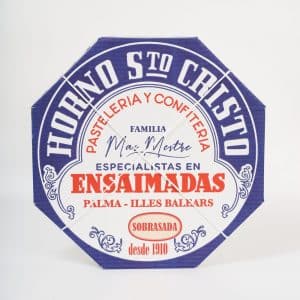 HORNO STO CRISTO
PASTELERIA Y CONFITERIA
FAMILIA
Mas Mestre
ESPECIALISTAS EN
ENSAIMADAS
PALMA - ILLES BALEARS
SOBRASADA
desde 1910